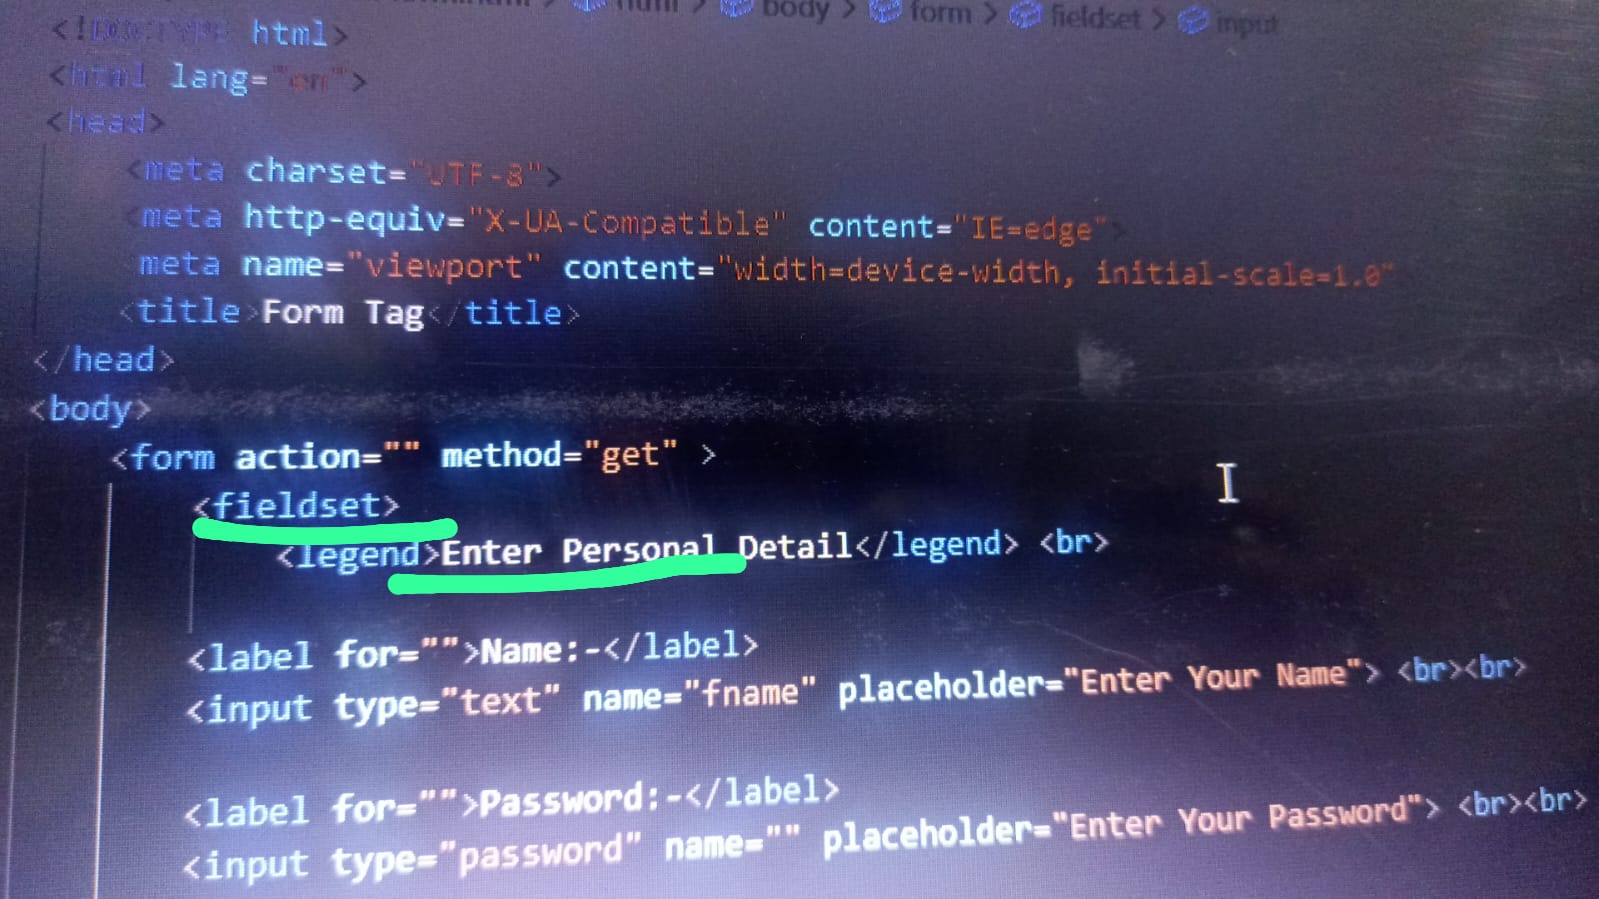 html > body > form > fieldset > input
<!DOCTYPE html>
<html lang="en">
<head>
<meta charset="UTF-8">
<meta http-equiv="X-UA-Compatible" content="IE=edge">
meta name="viewport" content="width=device-width, initial-scale=1.0"
<title>Form Tag</title>
</head>
<body>
<form action="" method="get" >
<fieldset>
<legend>Enter Personal Detail</legend> <br>
<label for="">Name:-</label>
<input type="text" name="fname" placeholder="Enter Your Name"> <br><br>
<label for="">Password:-</label>
<input type="password" name="" placeholder="Enter Your Password"> <br><br>